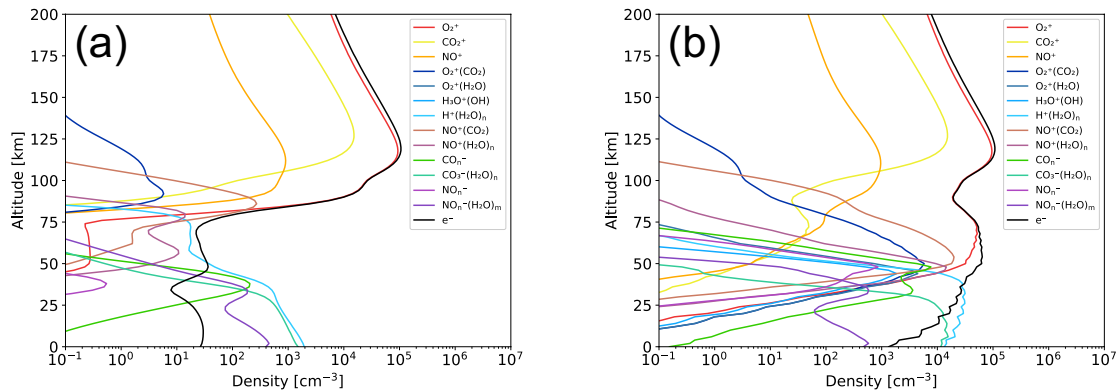 (a)
200
175
150
125
100
75
50
25
0
Altitude [km]
10⁻¹ 10⁰ 10¹ 10² 10³ 10⁴ 10⁵ 10⁶ 10⁷
Density [cm⁻³]
O₂⁺
CO₂⁺
NO⁺
O₂⁺(CO₂)
O₂⁺(H₂O)
H₃O⁺(OH)
H⁺(H₂O)ₙ
NO⁺(CO₂)
NO⁺(H₂O)ₙ
COₙ⁻
CO₃⁻(H₂O)ₙ
NOₙ⁻
NOₙ⁻(H₂O)ₘ
e⁻
(b)
200
175
150
125
100
75
50
25
0
Altitude [km]
10⁻¹ 10⁰ 10¹ 10² 10³ 10⁴ 10⁵ 10⁶ 10⁷
Density [cm⁻³]
O₂⁺
CO₂⁺
NO⁺
O₂⁺(CO₂)
O₂⁺(H₂O)
H₃O⁺(OH)
H⁺(H₂O)ₙ
NO⁺(CO₂)
NO⁺(H₂O)ₙ
COₙ⁻
CO₃⁻(H₂O)ₙ
NOₙ⁻
NOₙ⁻(H₂O)ₘ
e⁻